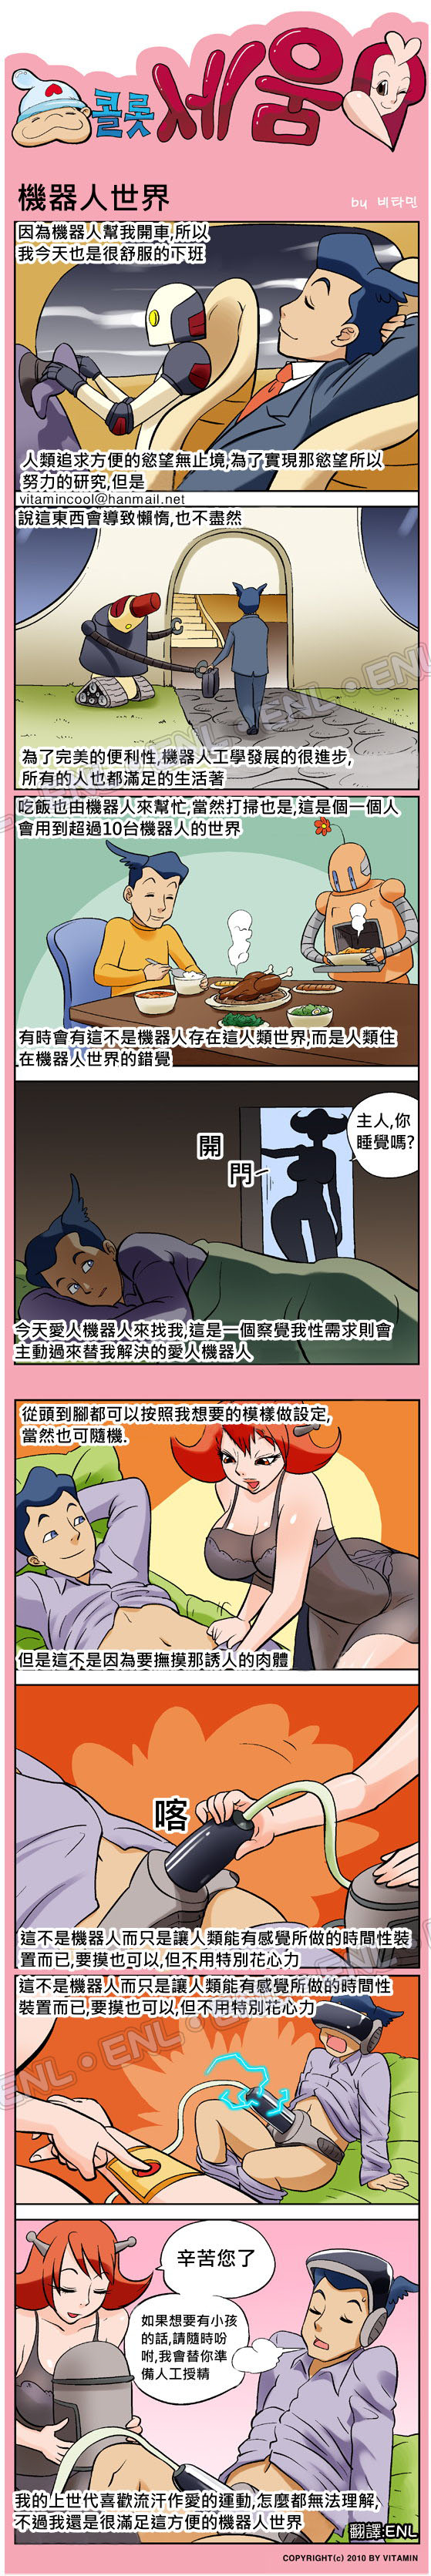 콜롯 세움
機器人世界
by 비타민
因為機器人幫我開車,所以
我今天也是很舒服的下班
人類追求方便的慾望無止境,為了實現那慾望所以
努力的研究,但是
vitamincool@hanmail.net
說這東西會導致懶惰,也不盡然
為了完美的便利性,機器人工學發展的很進步,
所有的人也都滿足的生活著
吃飯也由機器人來幫忙,當然打掃也是,這是個一個人
會用到超過10台機器人的世界
有時會有這不是機器人存在這人類世界,而是人類住
在機器人世界的錯覺
開
門~
主人,你
睡覺嗎?
今天愛人機器人來找我,這是一個察覺我性需求則會
主動過來替我解決的愛人機器人
從頭到腳都可以按照我想要的模樣做設定,
當然也可隨機.
但是這不是因為要撫摸那誘人的肉體
喀
這不是機器人而只是讓人類能有感覺所做的時間性裝
置而已,要摸也可以,但不用特別花心力
這不是機器人而只是讓人類能有感覺所做的時間性
裝置而已,要摸也可以,但不用特別花心力
辛苦您了
如果想要有小孩
的話,請隨時吩
咐,我會替你準
備人工授精
我的上世代喜歡流汗作愛的運動,怎麼都無法理解,
不過我還是很滿足這方便的機器人世界
翻譯:ENL
COPYRIGHT(c) 2010 BY VITAMIN
ENL•ENL•ENL•ENL
ENL•ENL•ENL